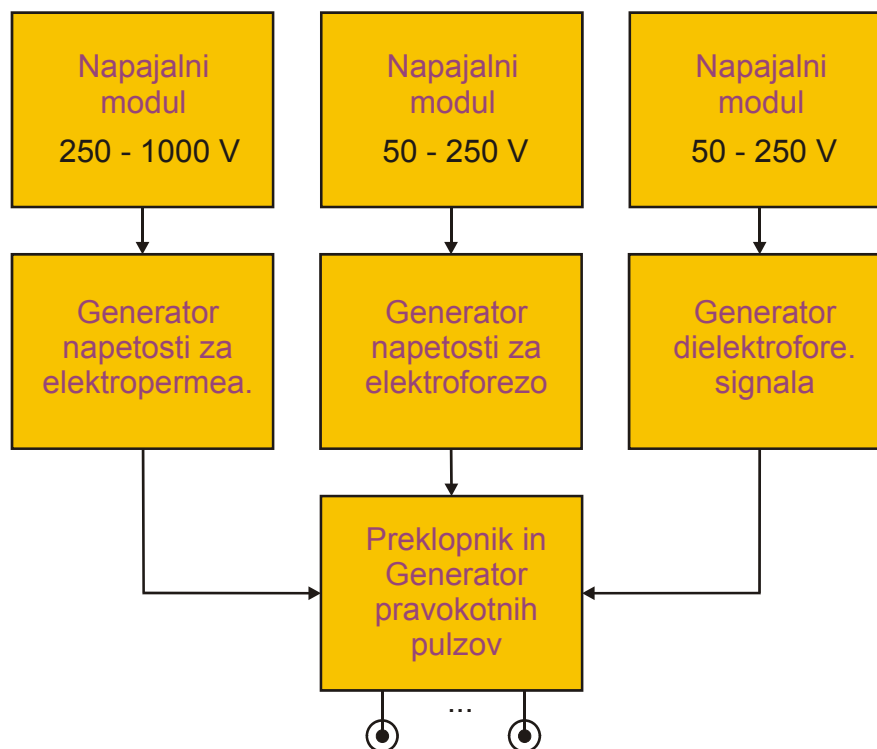 Napajalni
modul
250 - 1000 V
Napajalni
modul
50 - 250 V
Napajalni
modul
50 - 250 V
Generator
napetosti za
elektropermea.
Generator
napetosti za
elektroforezo
Generator
dielektrofore.
signala
Preklopnik in
Generator
pravokotnih
pulzov
...